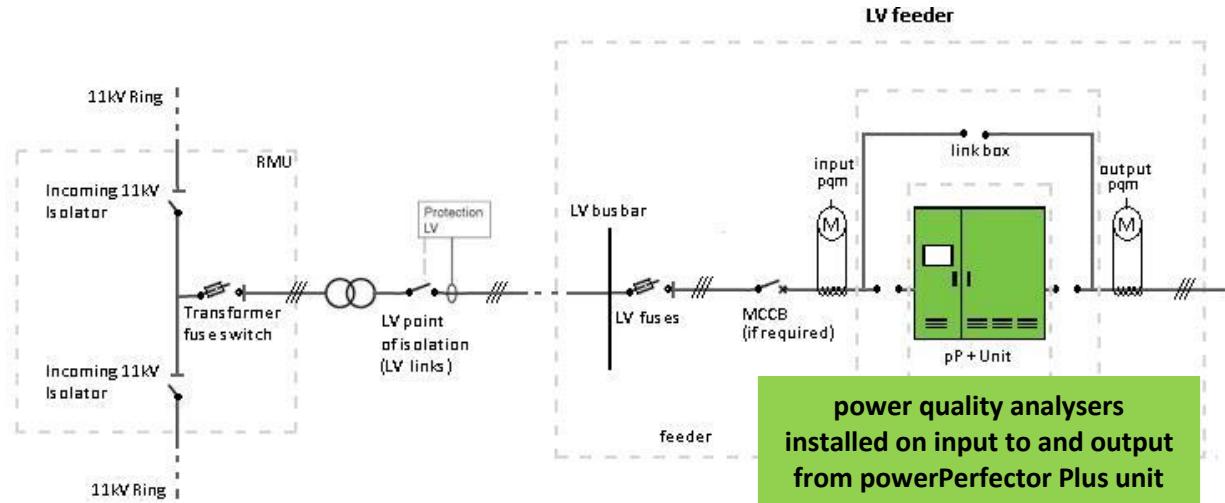 LV feeder
11kV Ring
RMU
Incoming 11kV
Isolator
Protection
LV
Transformer
fuse switch
LV point
of isolation
(LV links)
Incoming 11kV
Isolator
11kV Ring
LV busbar
LV fuses
MCCB
(if required)
input
pqm
M
link box
output
pqm
M
pP + Unit
feeder
power quality analysers
installed on input to and output
from powerPerfector Plus unit